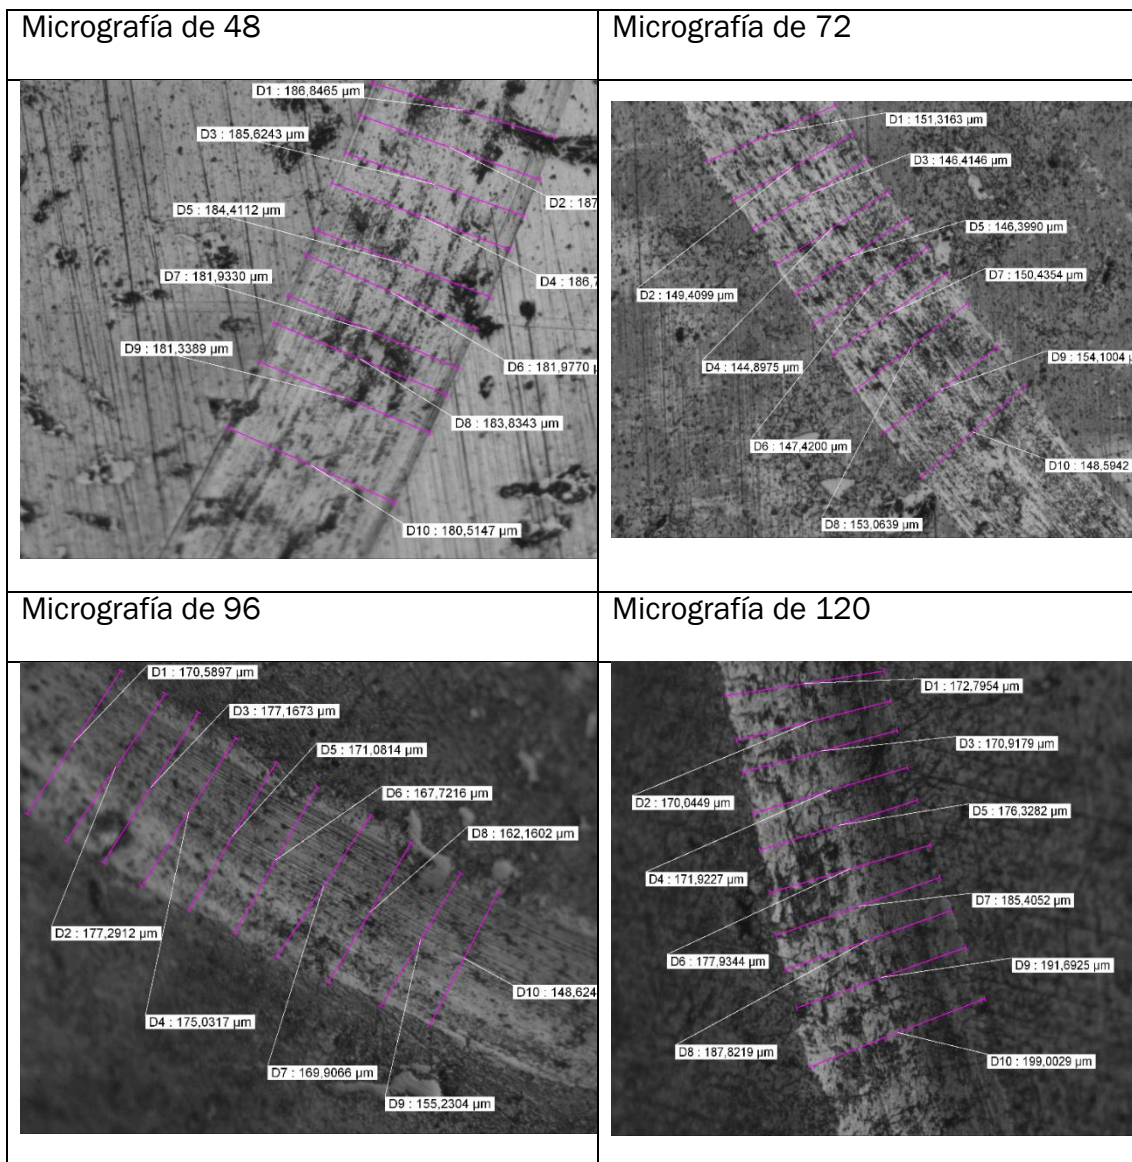 Micrografía de 48
Micrografía de 72
D1 : 186,8465 µm
D3 : 185,6243 µm
D2 : 187
D5 : 184,4112 µm
D4 : 186,7
D7 : 181,9330 µm
D9 : 181,3389 µm
D6 : 181,9770 µ
D8 : 183,8343 µm
D10 : 180,5147 µm
D1 : 151,3163 µm
D3 : 146,4146 µm
D5 : 146,3990 µm
D7 : 150,4354 µm
D2 : 149,4099 µm
D9 : 154,1004 µ
D4 : 144,8975 µm
D6 : 147,4200 µm
D10 : 148,5942
D8 : 153,0639 µm
Micrografía de 96
Micrografía de 120
D1 : 170,5897 µm
D3 : 177,1673 µm
D5 : 171,0814 µm
D6 : 167,7216 µm
D8 : 162,1602 µm
D2 : 177,2912 µm
D10 : 148,624
D4 : 175,0317 µm
D7 : 169,9066 µm
D9 : 155,2304 µm
D1 : 172,7954 µm
D3 : 170,9179 µm
D2 : 170,0449 µm
D5 : 176,3282 µm
D4 : 171,9227 µm
D7 : 185,4052 µm
D6 : 177,9344 µm
D9 : 191,6925 µm
D8 : 187,8219 µm
D10 : 199,0029 µm